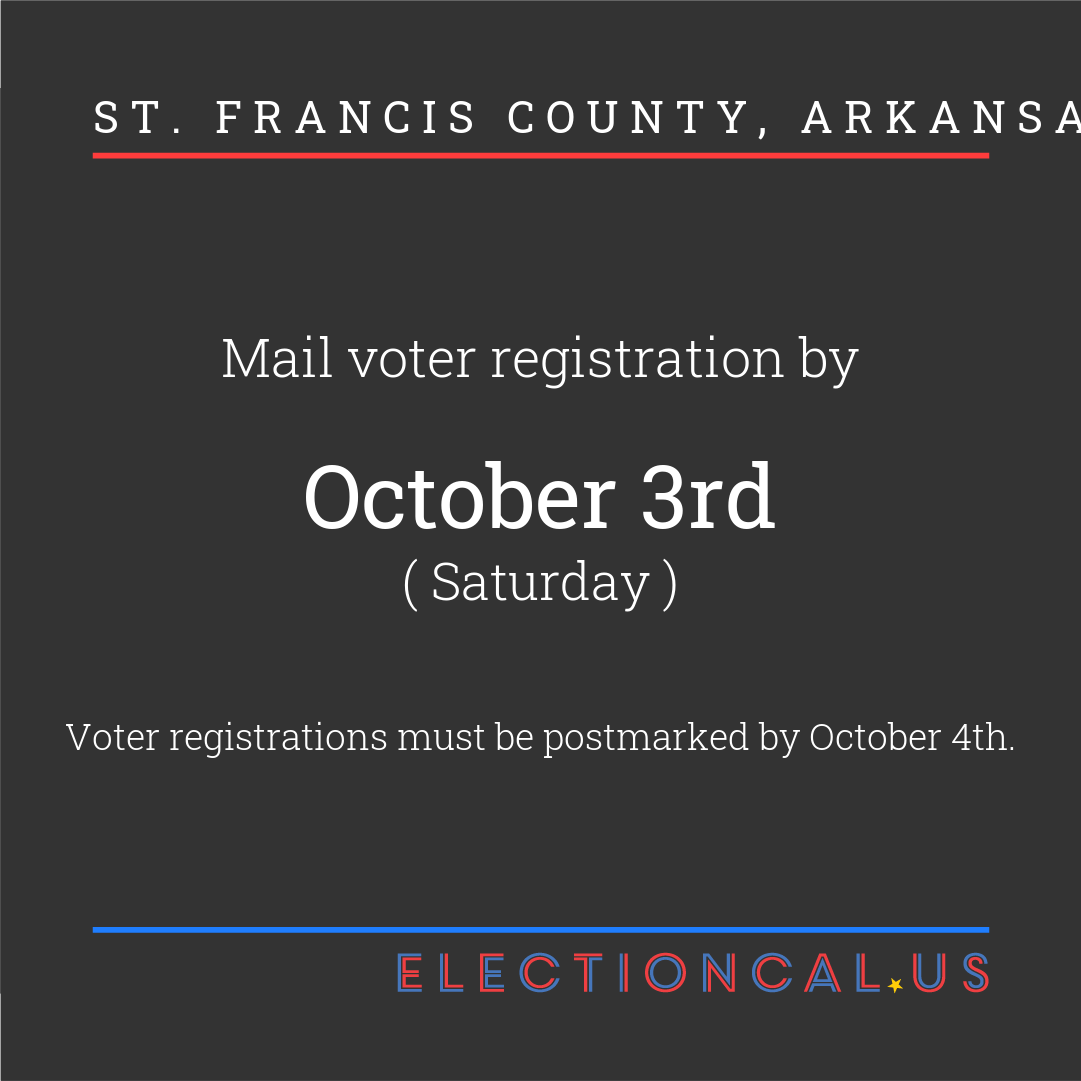 ST. FRANCIS COUNTY, ARKANSA
Mail voter registration by
October 3rd
( Saturday )
Voter registrations must be postmarked by October 4th.
ELECTIONCAL.US